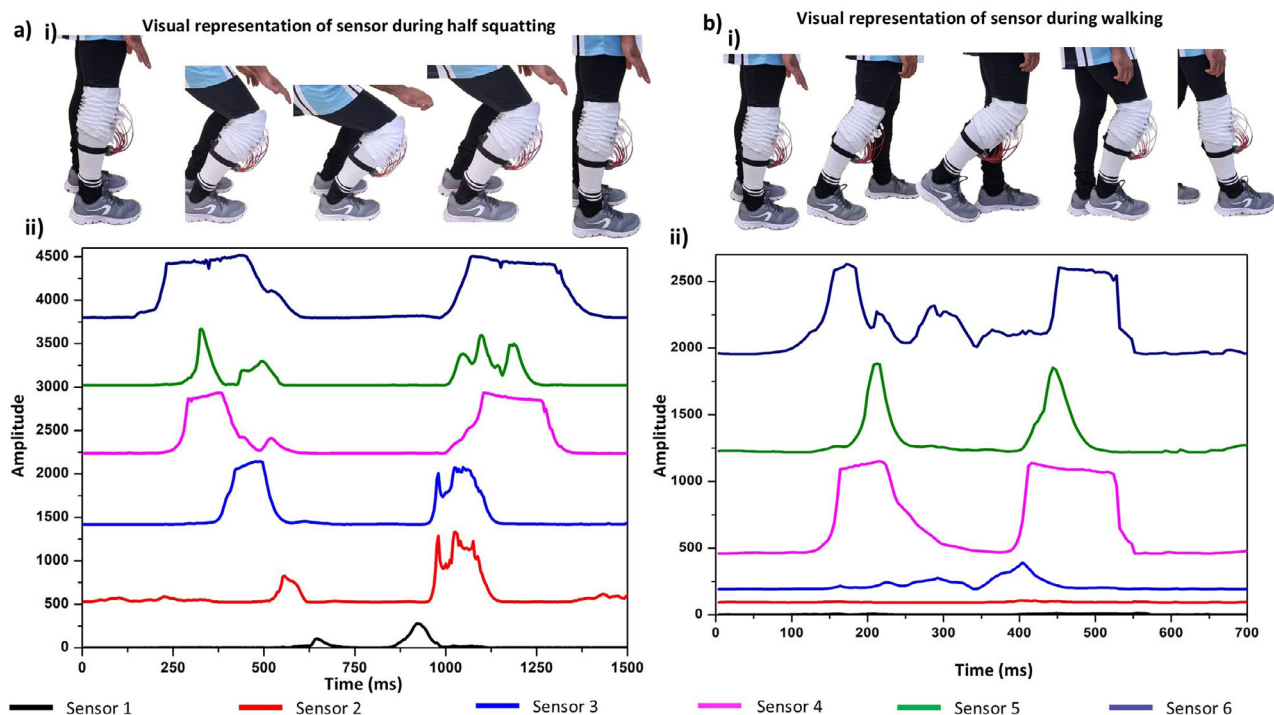 a)
i)
Visual representation of sensor during half squatting
ii)
Amplitude
4500
4000
3500
3000
2500
2000
1500
1000
500
0
0 250 500 750 1000 1250 1500
Time (ms)
b)
i)
Visual representation of sensor during walking
ii)
Amplitude
2500
2000
1500
1000
500
0
0 100 200 300 400 500 600 700
Time (ms)
Sensor 1 Sensor 2 Sensor 3 Sensor 4 Sensor 5 Sensor 6